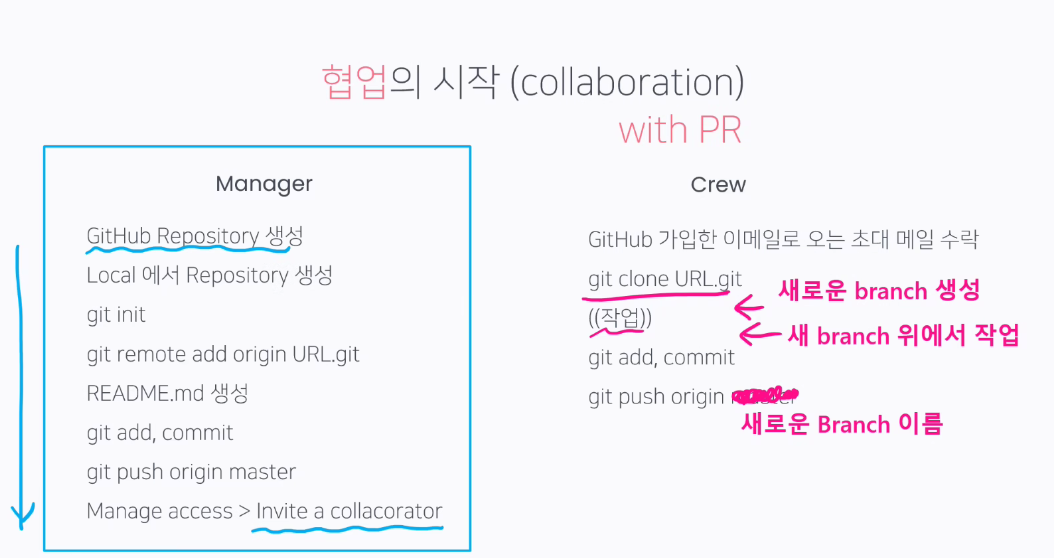 협업의 시작 (collaboration)
with PR
Manager
GitHub Repository 생성
Local 에서 Repository 생성
git init
git remote add origin URL.git
README.md 생성
git add, commit
git push origin master
Manage access > Invite a collacorator
Crew
GitHub 가입한 이메일로 오는 초대 메일 수락
git clone URL.git
새로운 branch 생성
((작업))
새 branch 위에서 작업
git add, commit
git push origin
새로운 Branch 이름